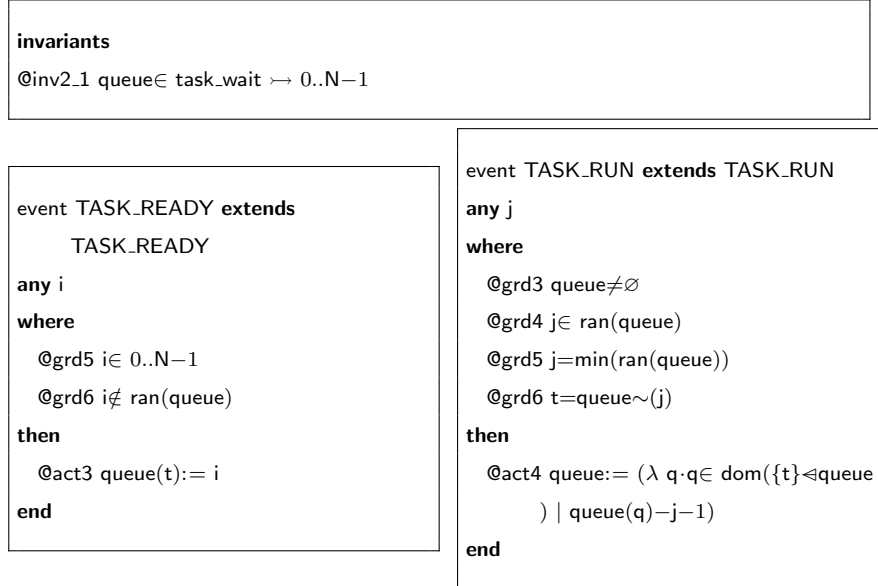 invariants
@inv2_1 queue∈ task_wait ↣ 0..N−1
event TASK_READY extends
TASK_READY
any i
where
@grd5 i∈ 0..N−1
@grd6 i∉ ran(queue)
then
@act3 queue(t):= i
end
event TASK_RUN extends TASK_RUN
any j
where
@grd3 queue≠∅
@grd4 j∈ ran(queue)
@grd5 j=min(ran(queue))
@grd6 t=queue∼(j)
then
@act4 queue:= (λ q·q∈ dom({t}⩤queue
) | queue(q)−j−1)
end